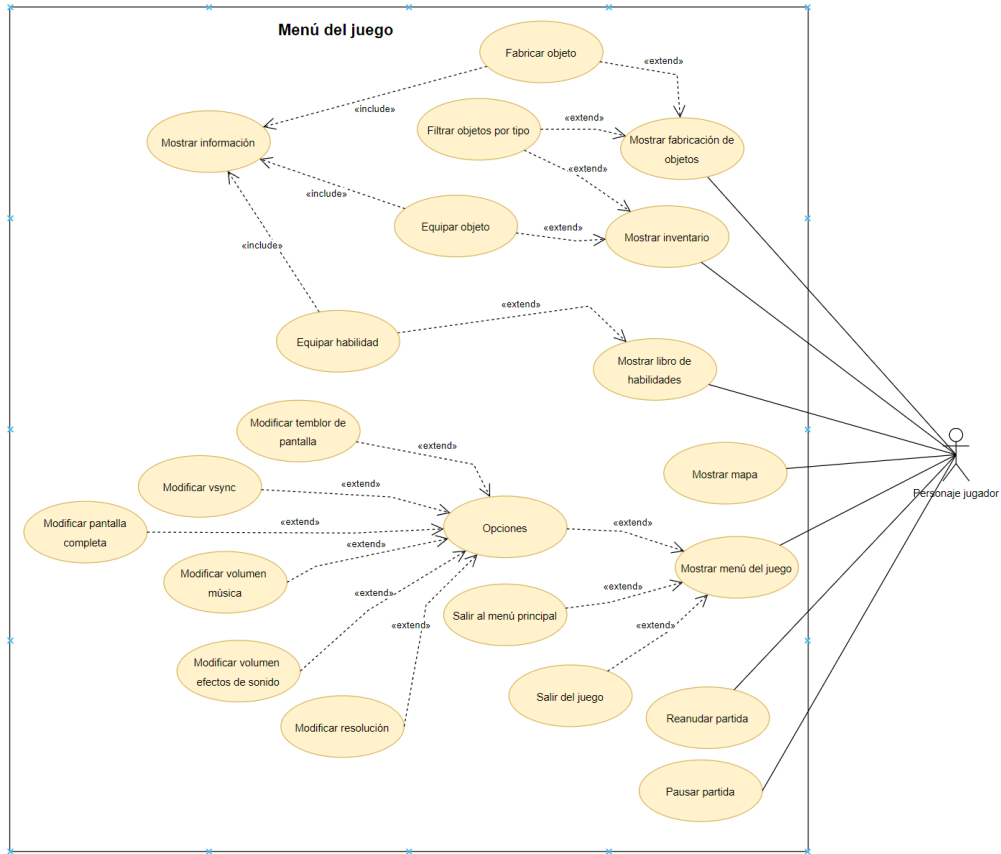 Menú del juego
Fabricar objeto
«extend»
«include»
Filtrar objetos por tipo
«extend»
Mostrar información
Mostrar fabricación de
objetos
«extend»
«include»
Equipar objeto
«extend»
Mostrar inventario
«include»
«extend»
Equipar habilidad
Mostrar libro de
habilidades
Modificar temblor de
pantalla
«extend»
Mostrar mapa
Modificar vsync
«extend»
Personaje jugador
Modificar pantalla
completa
«extend»
Opciones
«extend»
«extend»
Mostrar menú del juego
Modificar volumen
música
«extend»
«extend»
Salir al menú principal
«extend»
«extend»
Modificar volumen
efectos de sonido
Salir del juego
Reanudar partida
Modificar resolución
Pausar partida